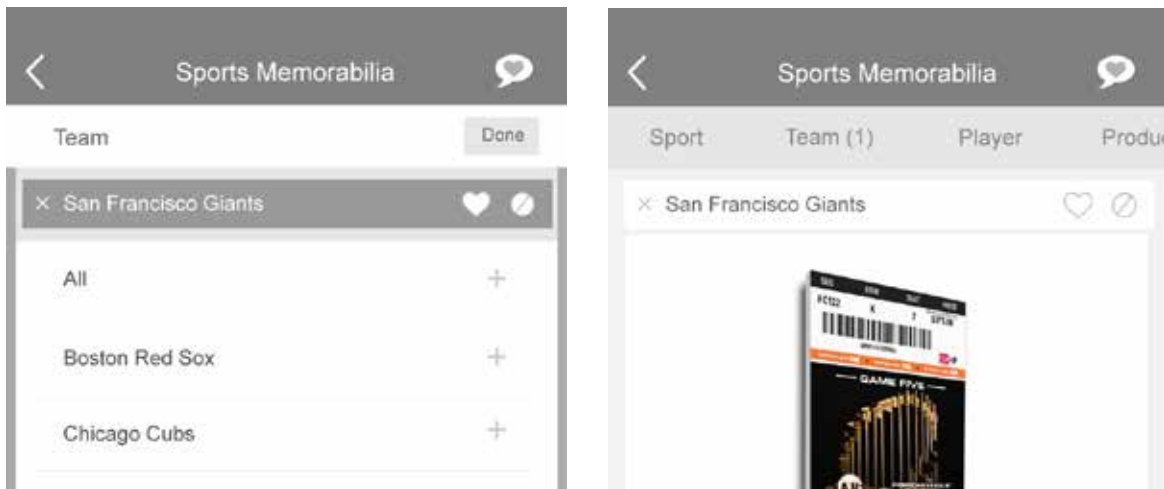 Sports Memorabilia
Team
Done
× San Francisco Giants
All +
Boston Red Sox +
Chicago Cubs +
Sports Memorabilia
Sport Team (1) Player Produc
× San Francisco Giants
GAME FIVE